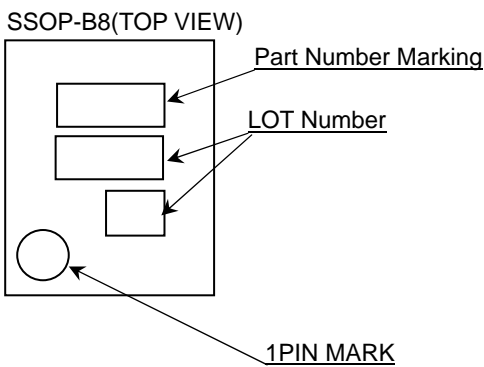 SSOP-B8(TOP VIEW)
Part Number Marking
LOT Number
1PIN MARK